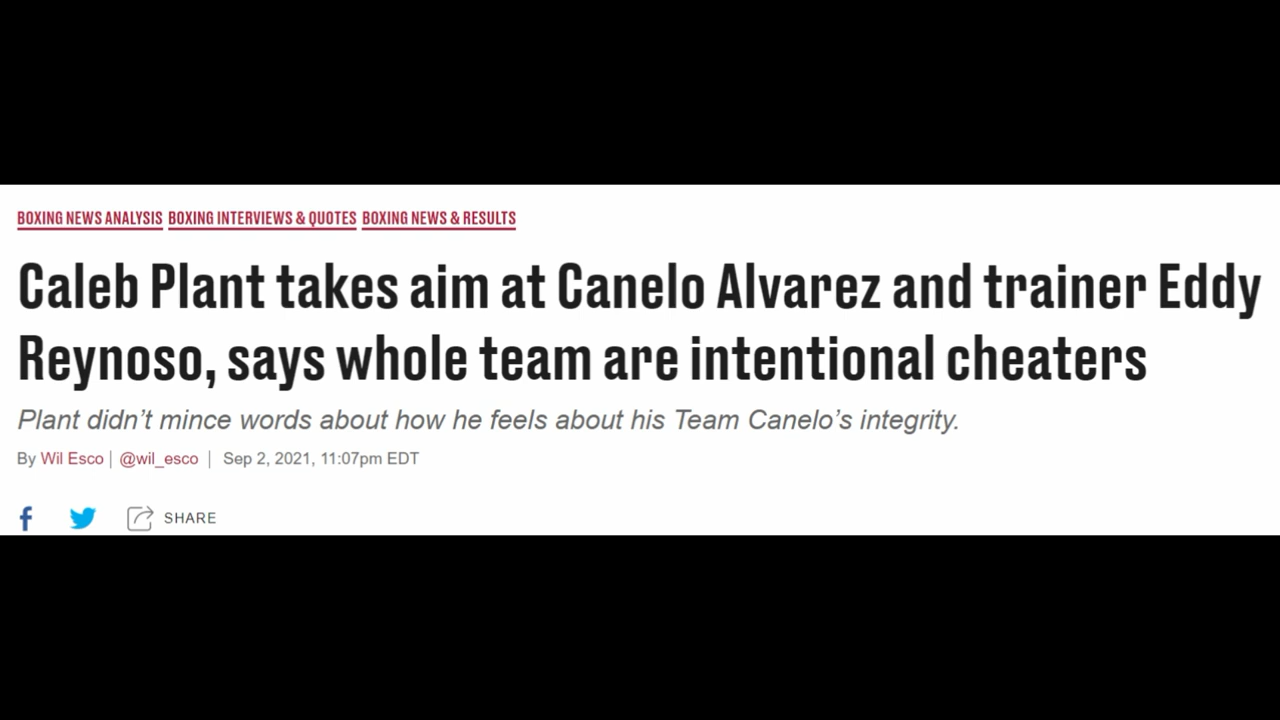 BOXING NEWS ANALYSIS BOXING INTERVIEWS & QUOTES BOXING NEWS & RESULTS
Caleb Plant takes aim at Canelo Alvarez and trainer Eddy
Reynoso, says whole team are intentional cheaters
Plant didn’t mince words about how he feels about his Team Canelo’s integrity.
By Wil Esco | @wil_esco | Sep 2, 2021, 11:07pm EDT
SHARE